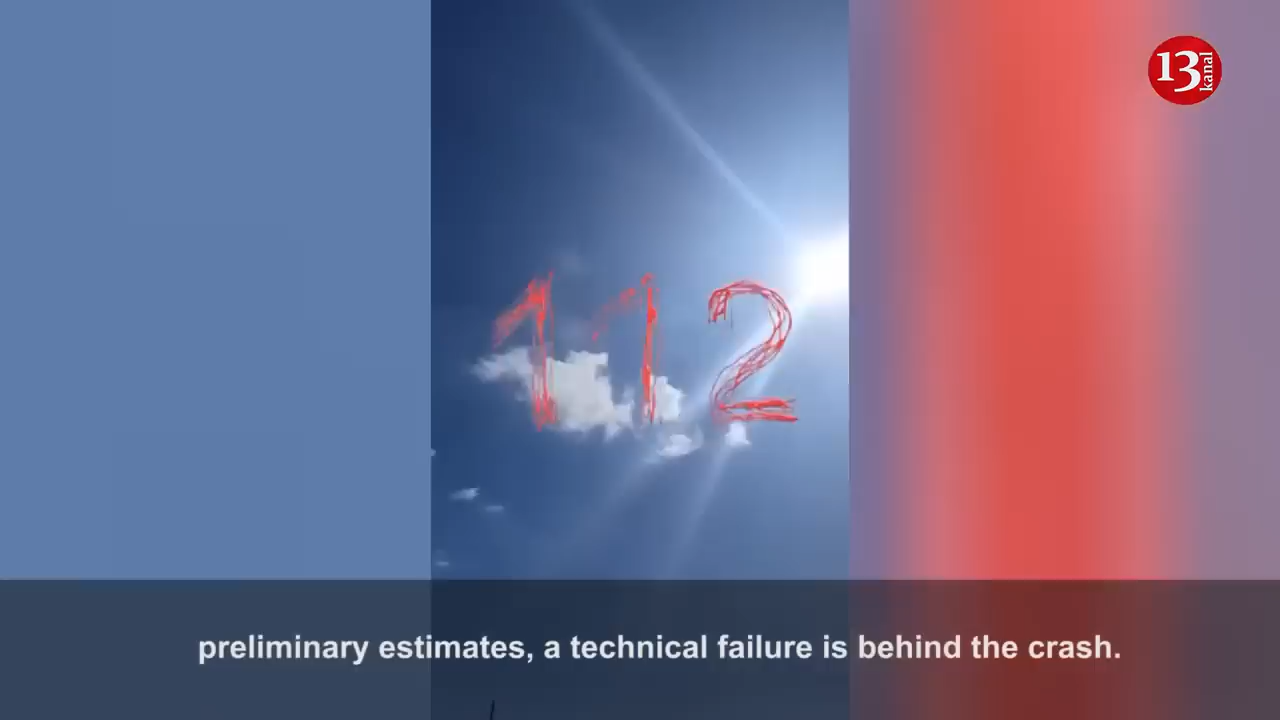 13 kanal
112
preliminary estimates, a technical failure is behind the crash.